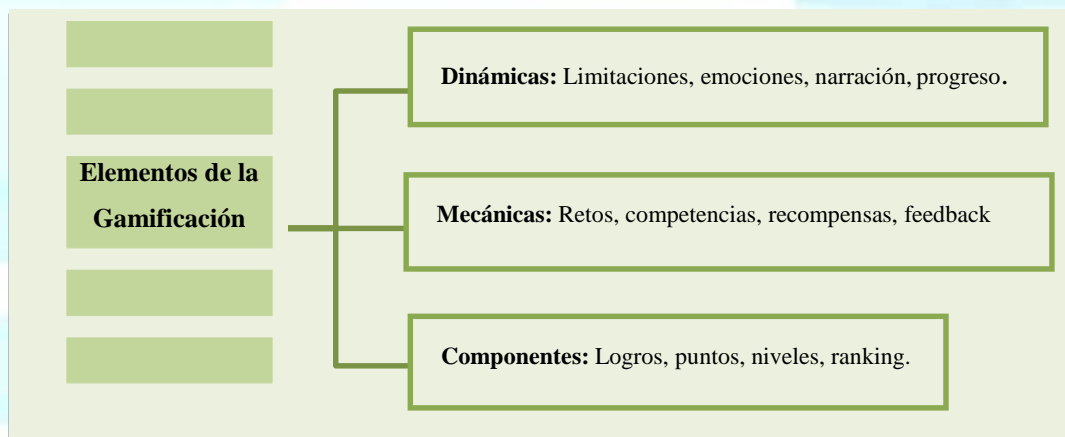 Elementos de la
Gamificación
Dinámicas: Limitaciones, emociones, narración, progreso.
Mecánicas: Retos, competencias, recompensas, feedback
Componentes: Logros, puntos, niveles, ranking.